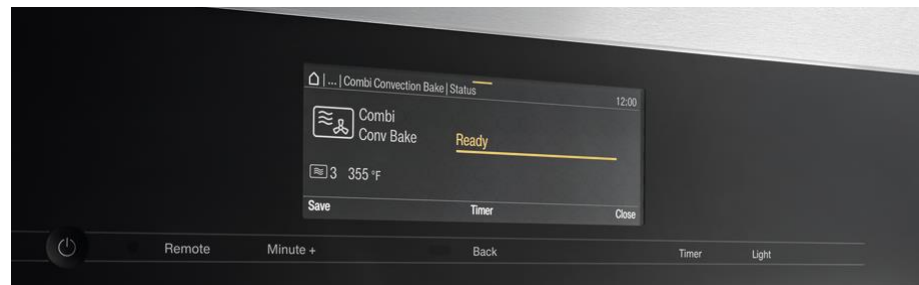 | ... | Combi Convection Bake | Status
12:00
Combi
Conv Bake
Ready
3 355 °F
Save Timer Close
Remote Minute + Back Timer Light